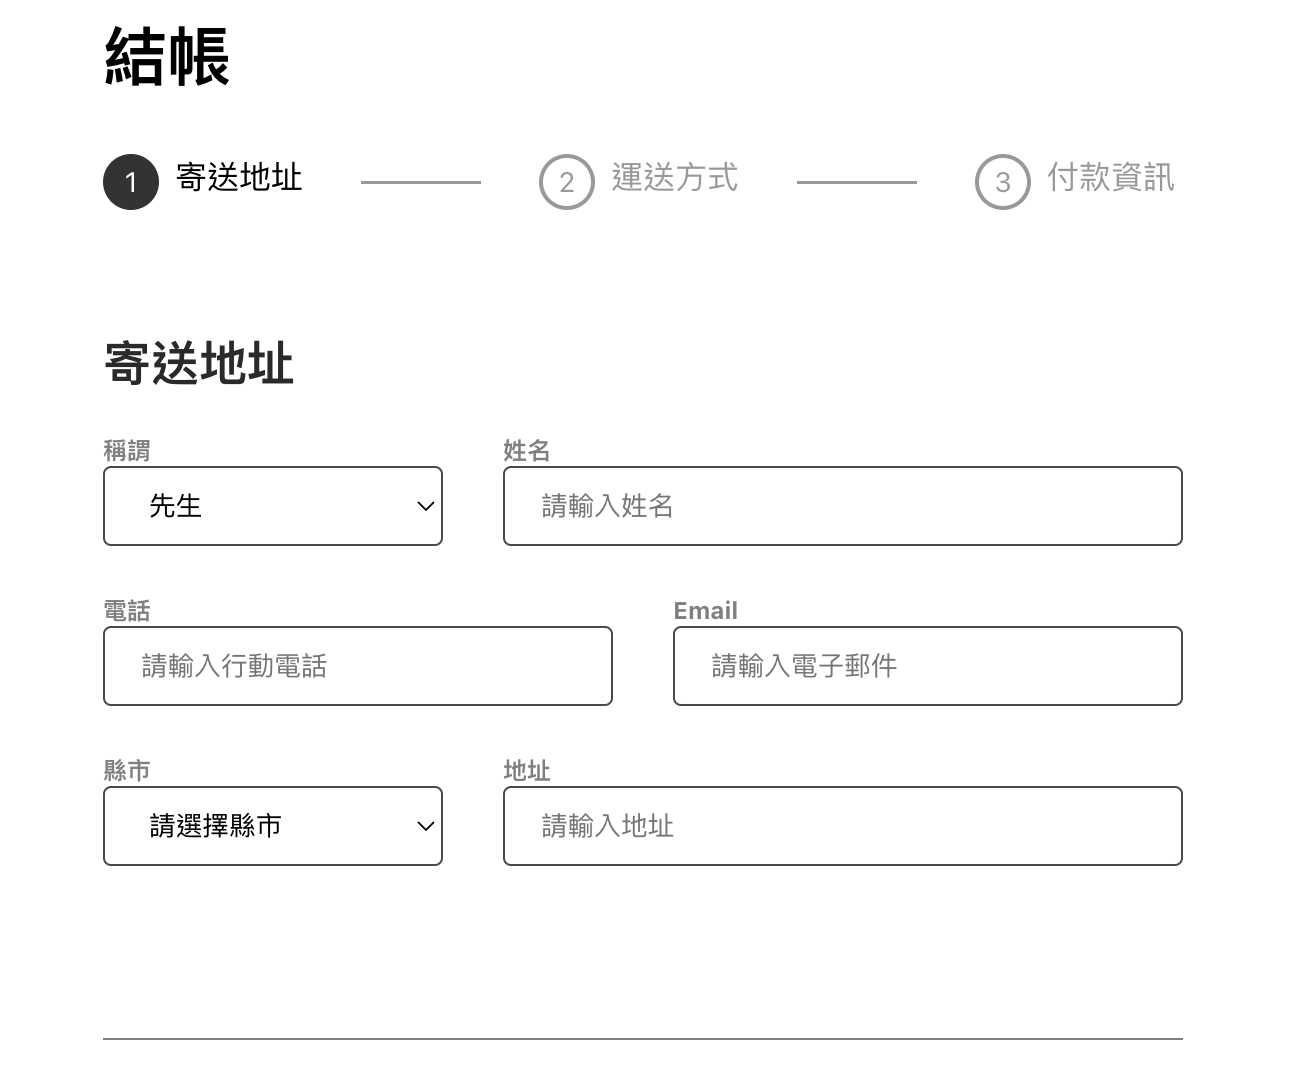 結帳
1 寄送地址 2 運送方式 3 付款資訊
寄送地址
稱謂 姓名
先生 請輸入姓名
電話 Email
請輸入行動電話 請輸入電子郵件
縣市 地址
請選擇縣市 請輸入地址